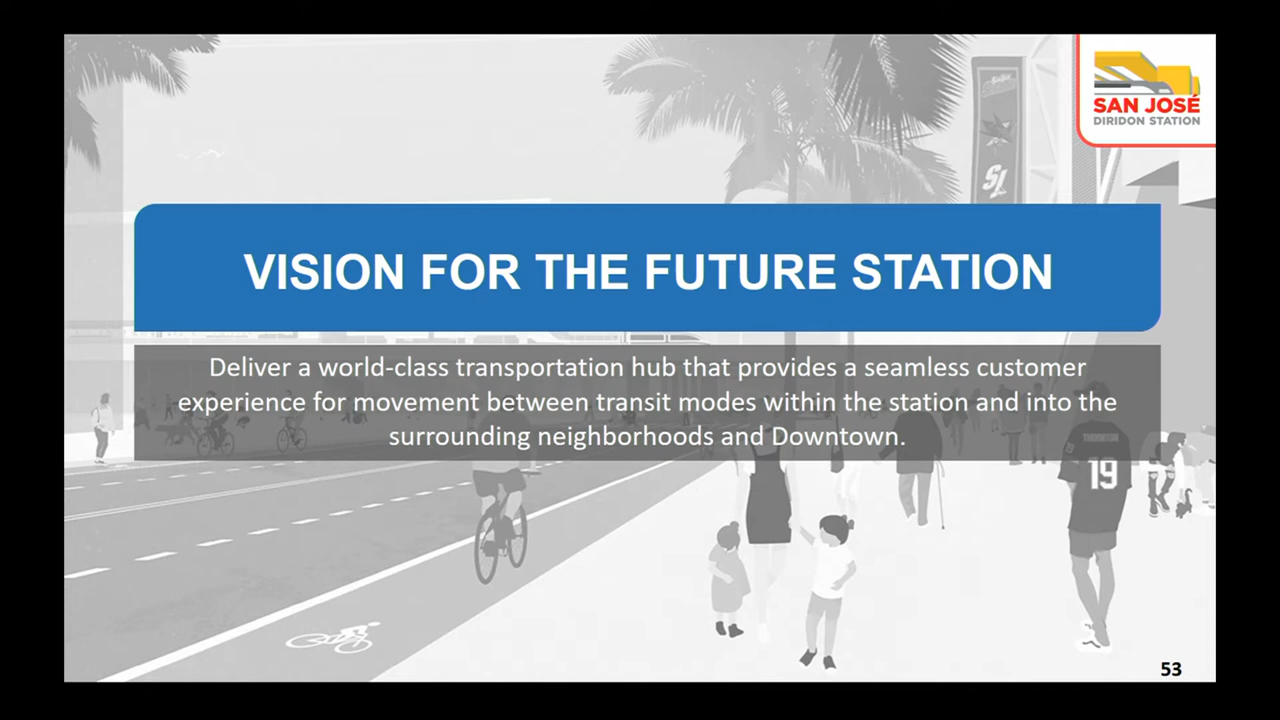 SAN JOSÉ
DIRIDON STATION
VISION FOR THE FUTURE STATION
Deliver a world-class transportation hub that provides a seamless customer
experience for movement between transit modes within the station and into the
surrounding neighborhoods and Downtown.
THORNTON
19
53